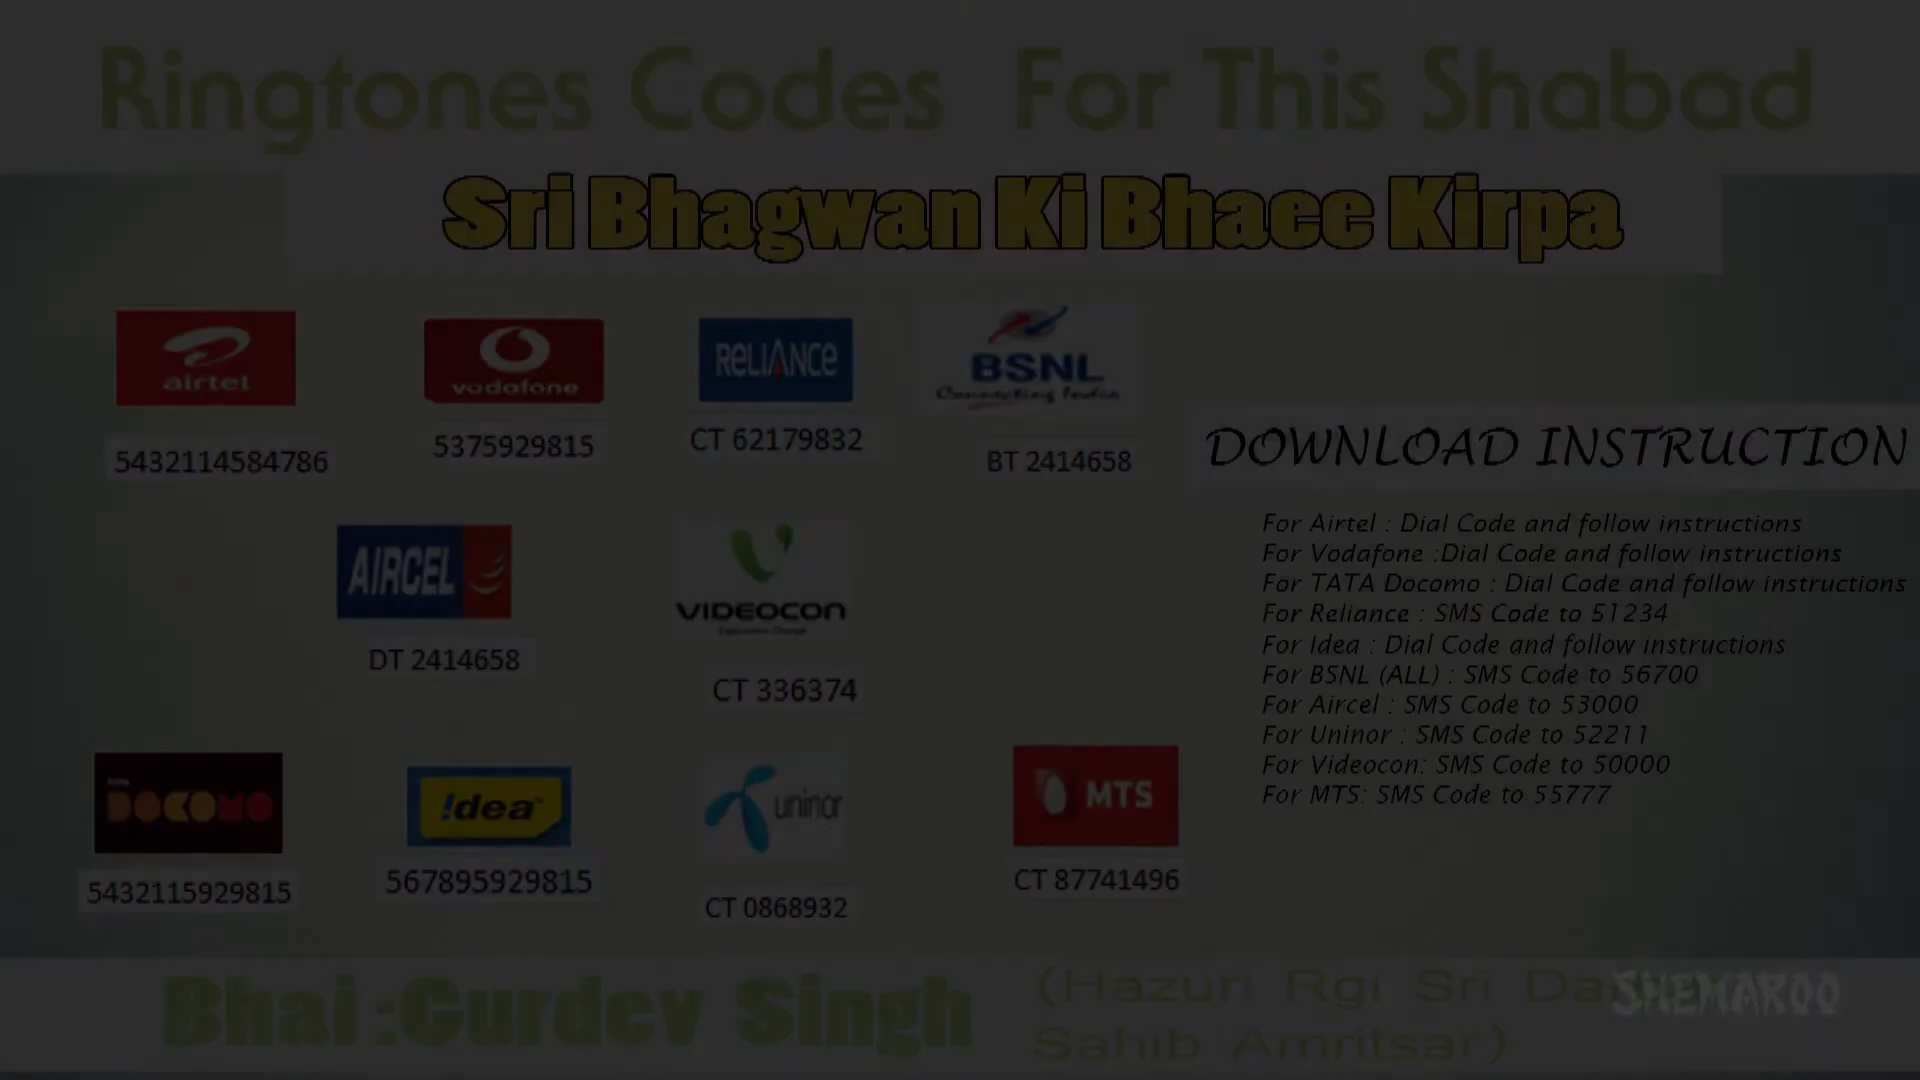 Ringtones Codes For This Shabad
Sri Bhagwan Ki Bhaee Kirpa
airtel
vodafone
RELIANCE
BSNL
Connecting India
5432114584786
5375929815
CT 62179832
BT 2414658
DOWNLOAD INSTRUCTION
For Airtel : Dial Code and follow instructions
For Vodafone :Dial Code and follow instructions
For TATA Docomo : Dial Code and follow instructions
For Reliance : SMS Code to 51234
For Idea : Dial Code and follow instructions
For BSNL (ALL) : SMS Code to 56700
For Aircel : SMS Code to 53000
For Uninor : SMS Code to 52211
For Videocon: SMS Code to 50000
For MTS: SMS Code to 55777
AIRCEL
VIDEOCON
DT 2414658
CT 336374
DOCOMO
!dea
uninor
MTS
5432115929815
567895929815
CT 0868932
CT 87741496
Bhai :Gurdev Singh
(Hazuri Rgi Sri Da
Sahib Amritsar)
SHEMAROO